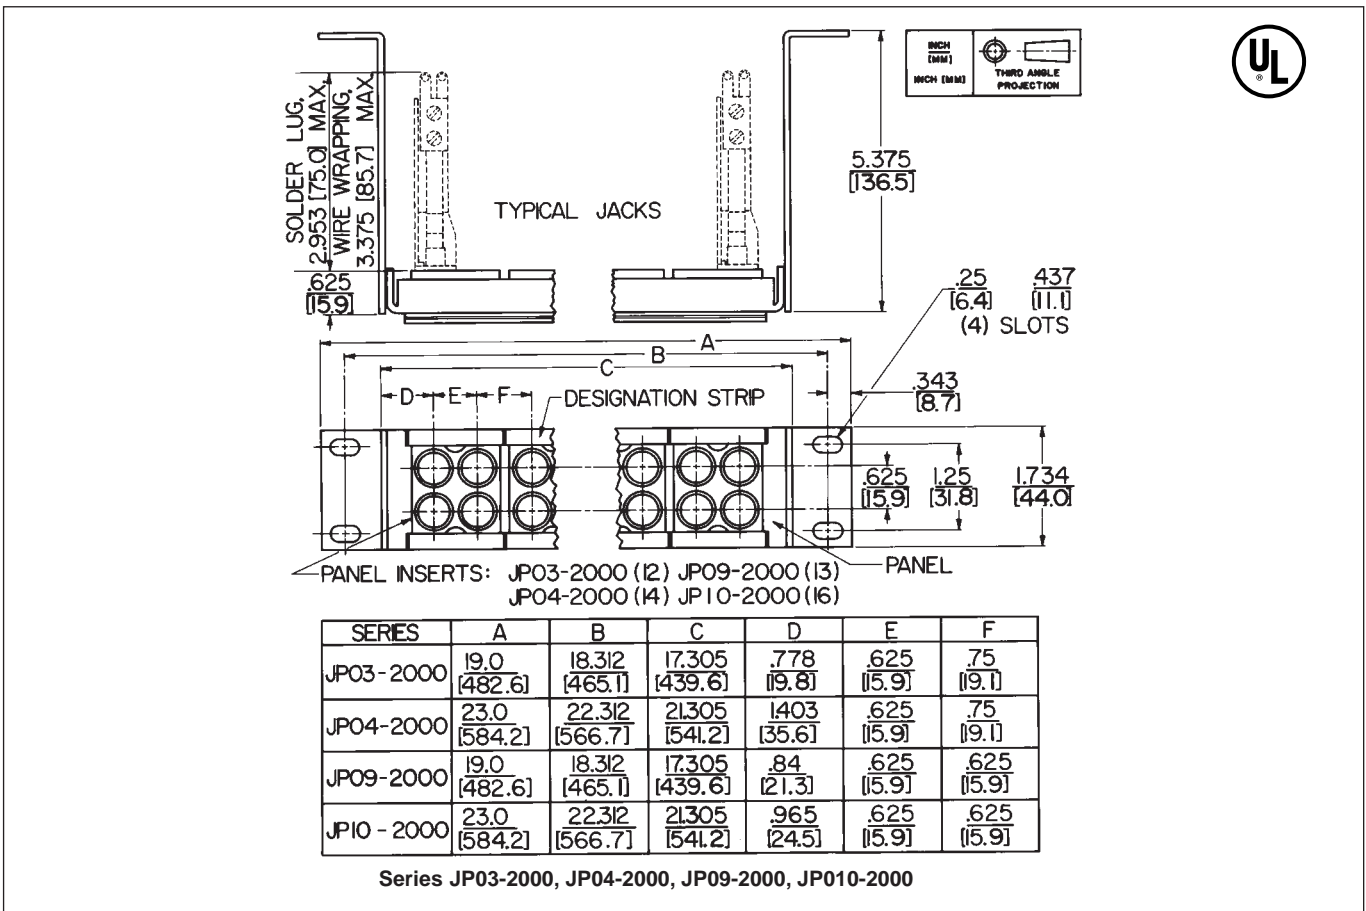 INCH
[MM]
INCH [MM]
THIRD ANGLE
PROJECTION
UL
®
SOLDER LUG,
2.953 [75.0] MAX,
WIRE WRAPPING,
3.375 [85.7] MAX.
TYPICAL JACKS
5.375
[136.5]
.625
[15.9]
.25 .437
[6.4] [11.1]
(4) SLOTS
A
B
C
.343
[8.7]
D E F DESIGNATION STRIP
.625 1.25 1.734
[15.9] [31.8] [44.0]
PANEL INSERTS: JP03-2000 (12) JP09-2000 (13)
JP04-2000 (14) JP10-2000 (16)
PANEL
SERIES A B C D E F
JP03-2000 19.0 18.312 17.305 .778 .625 .75
[482.6] [465.1] [439.6] [19.8] [15.9] [19.1]
JP04-2000 23.0 22.312 21.305 1.403 .625 .75
[584.2] [566.7] [541.2] [35.6] [15.9] [19.1]
JP09-2000 19.0 18.312 17.305 .84 .625 .625
[482.6] [465.1] [439.6] [21.3] [15.9] [15.9]
JP10-2000 23.0 22.312 21.305 .965 .625 .625
[584.2] [566.7] [541.2] [24.5] [15.9] [15.9]
Series JP03-2000, JP04-2000, JP09-2000, JP010-2000